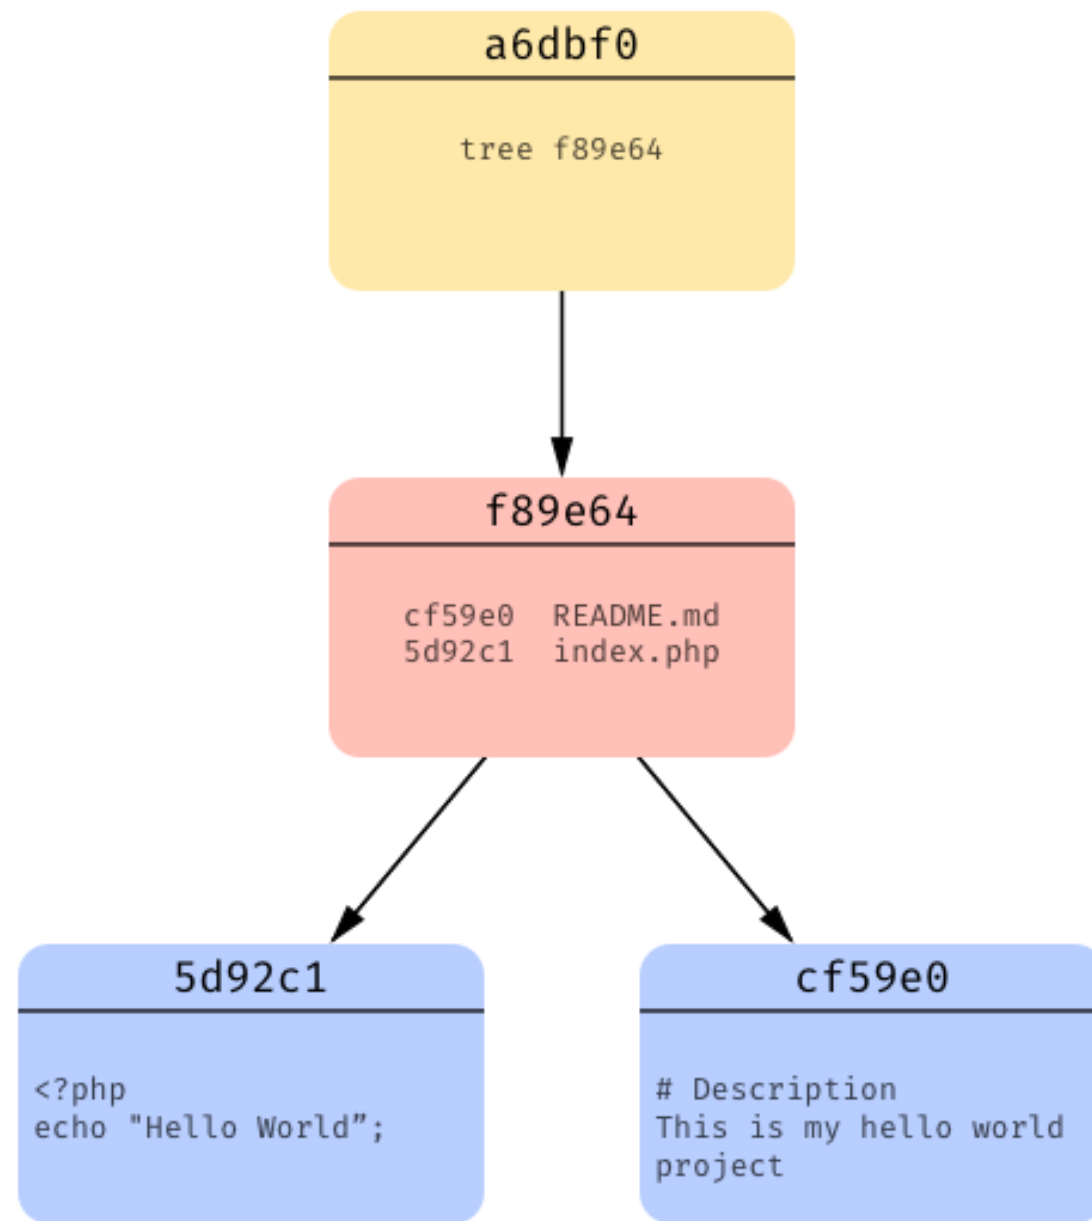 a6dbf0
tree f89e64
f89e64
cf59e0  README.md
5d92c1  index.php
5d92c1
<?php
echo "Hello World”;
cf59e0
# Description
This is my hello world
project